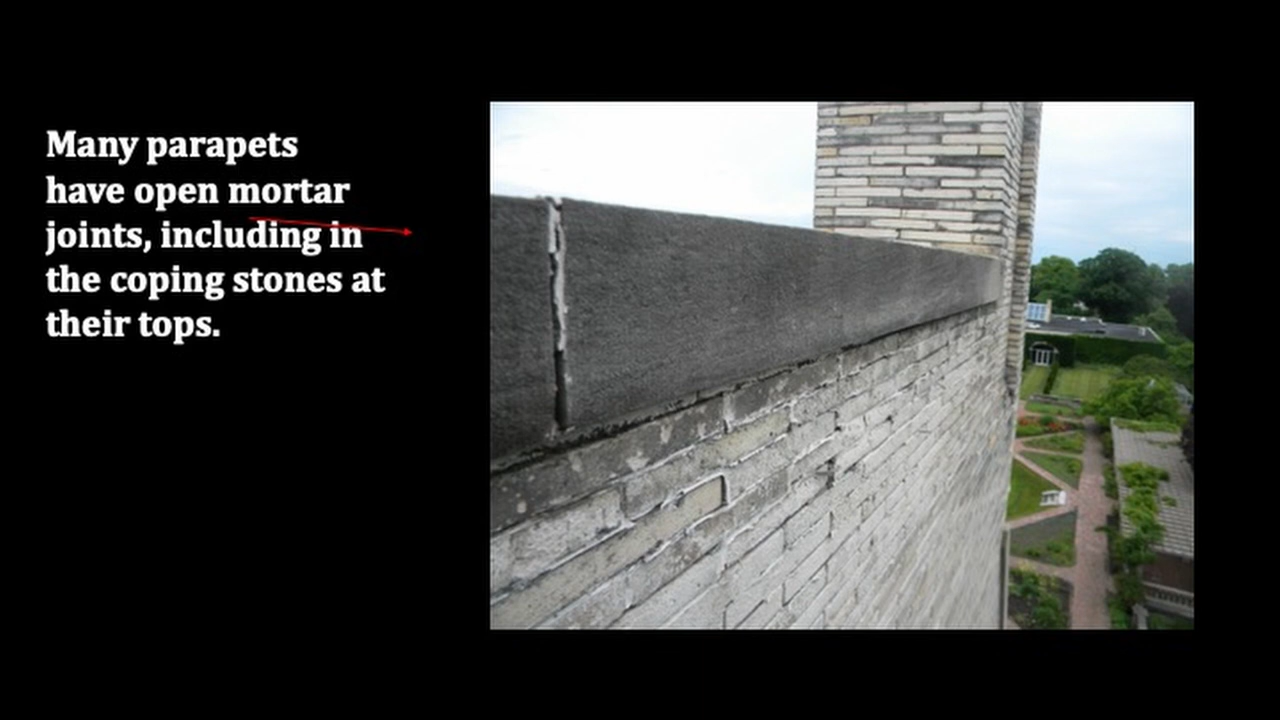 Many parapets
have open mortar
joints, including in
the coping stones at
their tops.